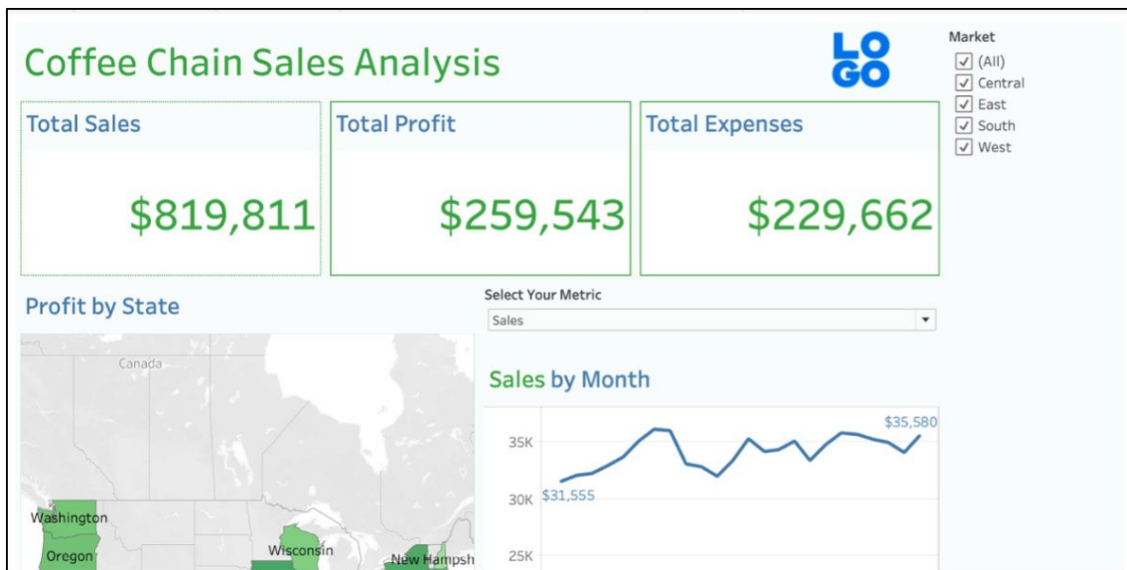 Coffee Chain Sales Analysis
LO
GO
Market
(All)
Central
East
South
West
Total Sales
$819,811
Total Profit
$259,543
Total Expenses
$229,662
Profit by State
Canada
Washington
Oregon
Wisconsin
New Hampsh
Select Your Metric
Sales
Sales by Month
35K
30K
25K
$31,555
$35,580